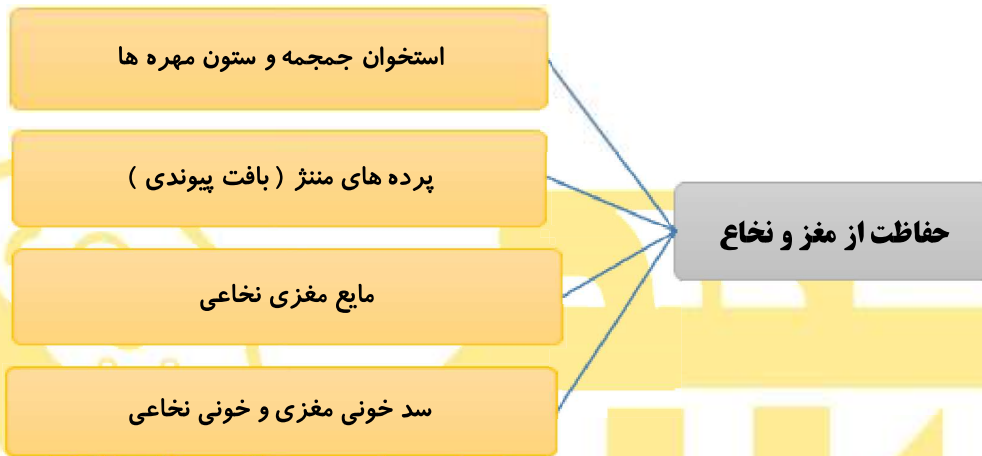 استخوان جمجمه و ستون مهره ها
پرده های مننژ ( بافت پیوندی )
حفاظت از مغز و نخاع
مایع مغزی نخاعی
سد خونی مغزی و خونی نخاعی